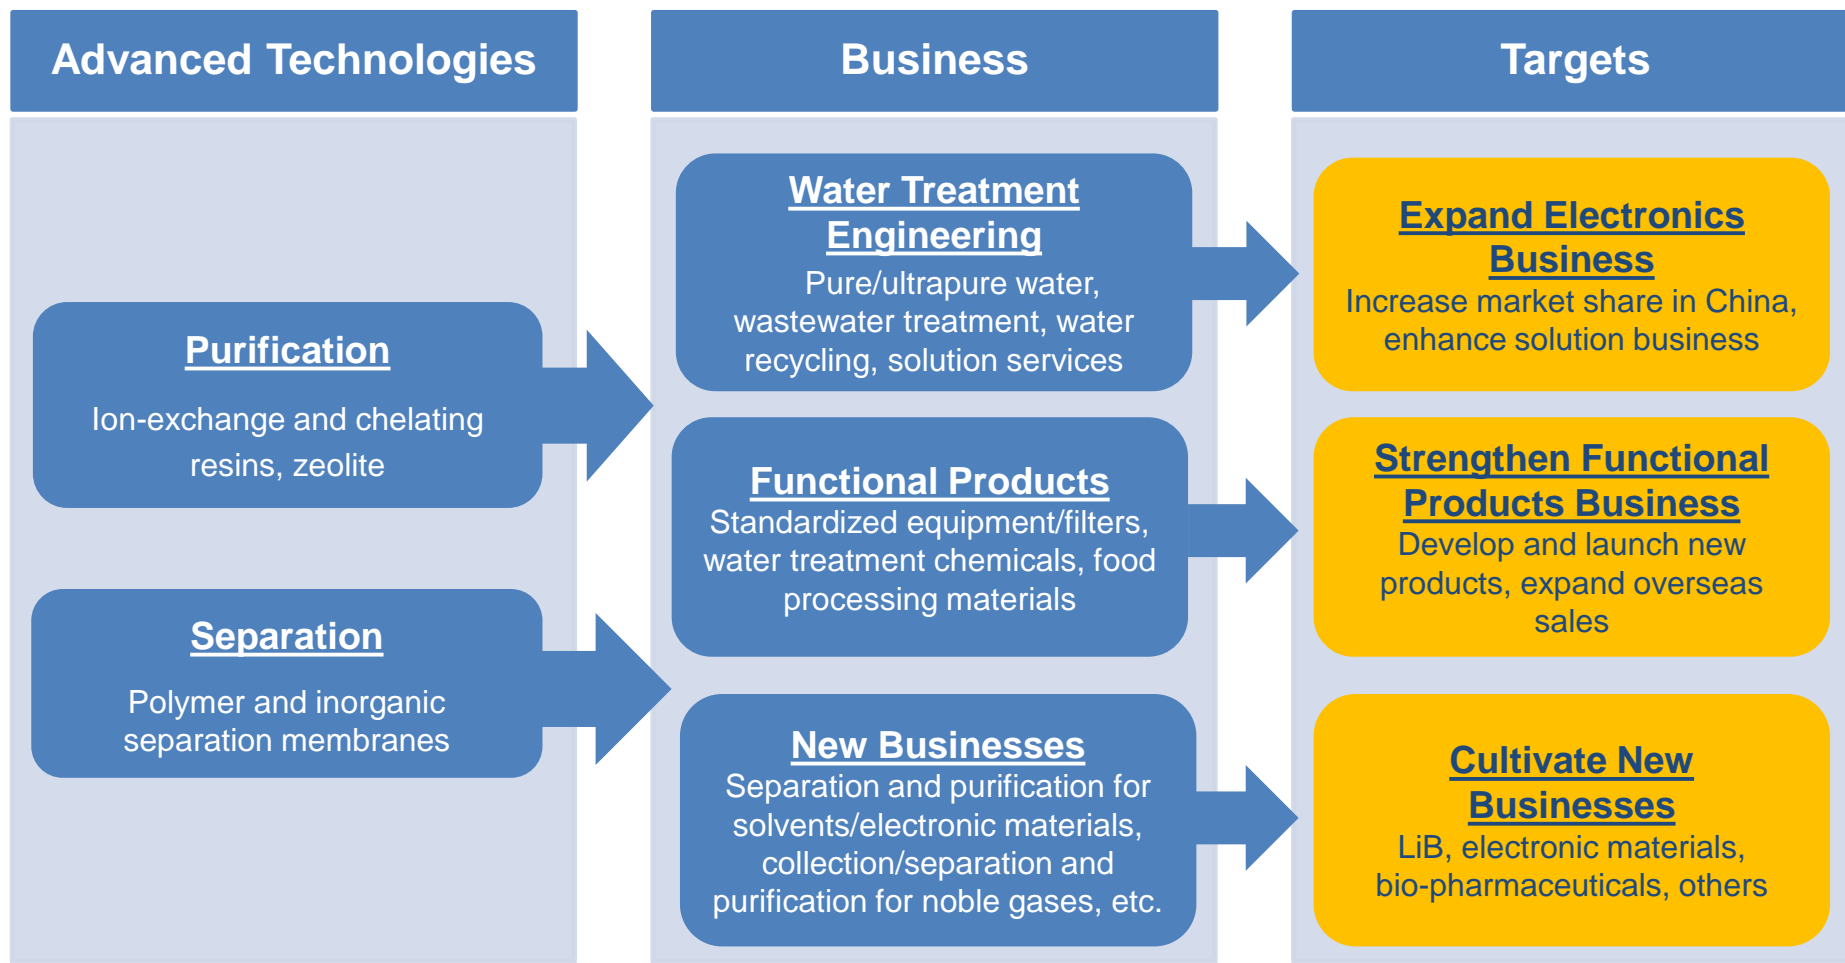 Advanced Technologies
Purification
Ion-exchange and chelating
resins, zeolite
Separation
Polymer and inorganic
separation membranes
Business
Water Treatment
Engineering
Pure/ultrapure water,
wastewater treatment, water
recycling, solution services
Functional Products
Standardized equipment/filters,
water treatment chemicals, food
processing materials
New Businesses
Separation and purification for
solvents/electronic materials,
collection/separation and
purification for noble gases, etc.
Targets
Expand Electronics
Business
Increase market share in China,
enhance solution business
Strengthen Functional
Products Business
Develop and launch new
products, expand overseas
sales
Cultivate New
Businesses
LiB, electronic materials,
bio-pharmaceuticals, others